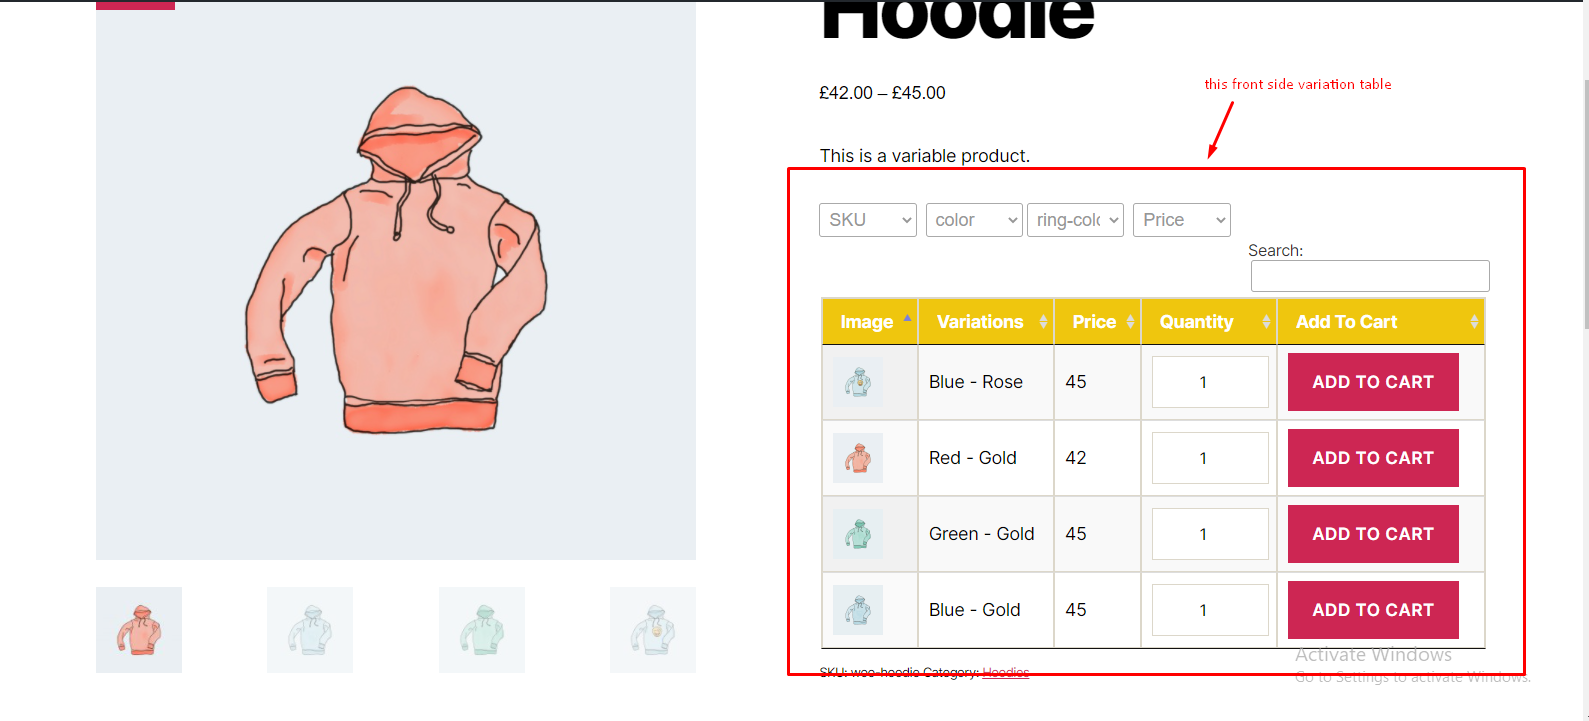 Hoodie
this front side variation table
£42.00 – £45.00
This is a variable product.
SKU color ring-colo Price
Search:
Image Variations Price Quantity Add To Cart
Blue - Rose 45 1 ADD TO CART
Red - Gold 42 1 ADD TO CART
Green - Gold 45 1 ADD TO CART
Blue - Gold 45 1 ADD TO CART
Activate Windows
SKU: woo-hoodie Category: Hoodies
Go to Settings to activate Windows.